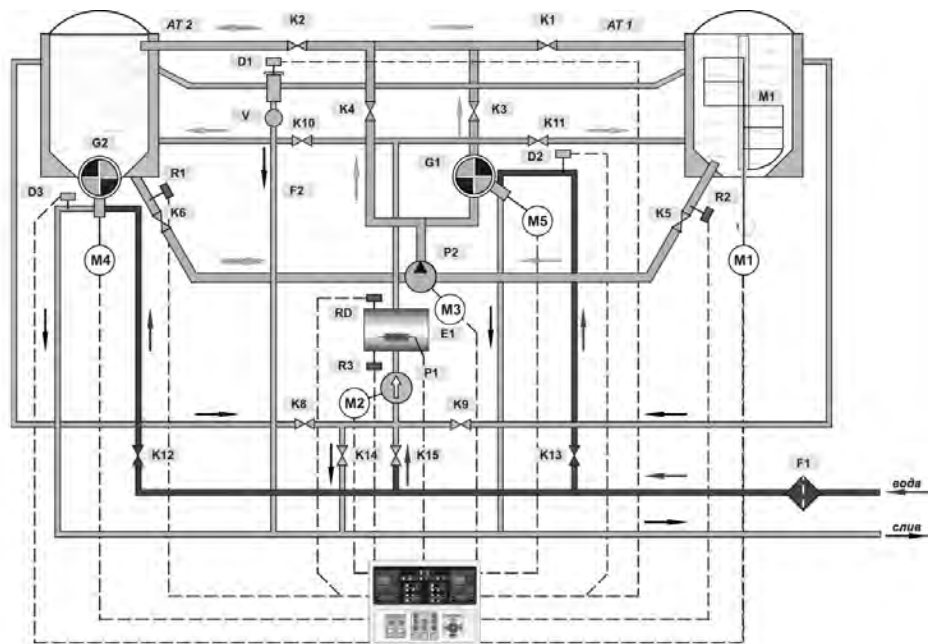 AT 2 K2 K1 AT 1
D1
M1
K4 K3
V
K10 K11
G2 G1 D2
R1
D3 F2 R2
K6 M5 K5
P2
M4 M1
M3
RD
E1
R3
P1
M2
K8 K9
K12 K14 K15 K13
F1
вода
слив